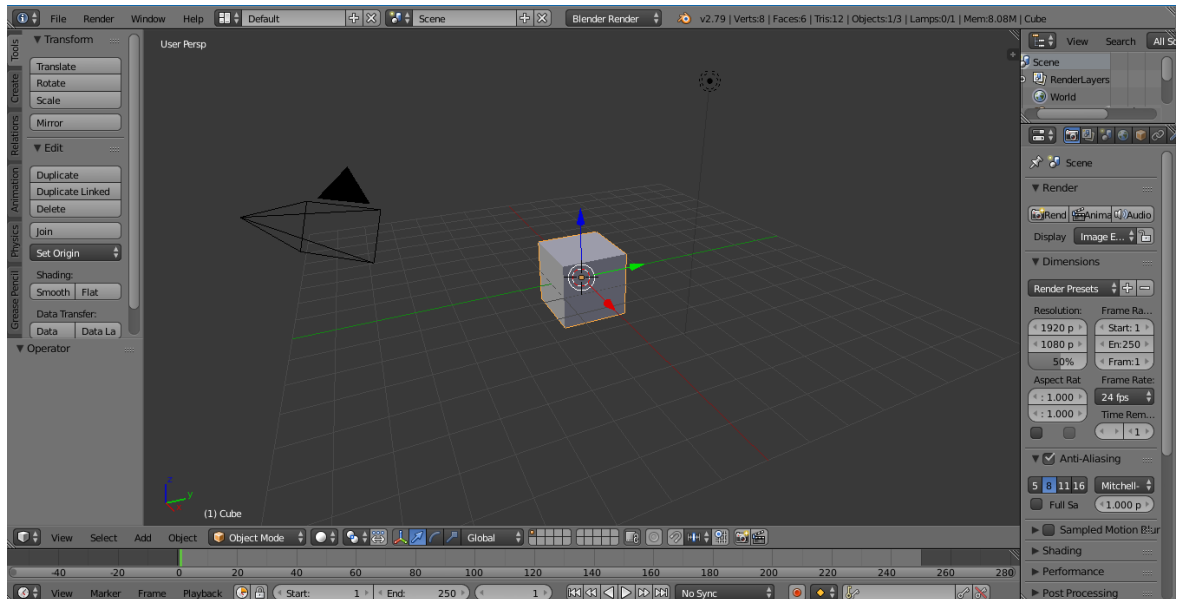 File Render Window Help Default Scene Blender Render v2.79 | Verts:8 | Faces:6 | Tris:12 | Objects:1/3 | Lamps:0/1 | Mem:8.08M | Cube
Tools
Create
Relations
Animation
Physics
Grease Pencil
Transform
Translate
Rotate
Scale
Mirror
Edit
Duplicate
Duplicate Linked
Delete
Join
Set Origin
Shading:
Smooth Flat
Data Transfer:
Data Data La
Operator
User Persp
z
y
(1) Cube
View Search All Sc
Scene
RenderLayers
World
Scene
Render
Rend Anima Audio
Display Image E...
Dimensions
Render Presets
Resolution: Frame Ra...
1920 p Start: 1
1080 p En:250
50% Fram:1
Aspect Rat Frame Rate:
: 1.000 24 fps
: 1.000 Time Rem...
1
Anti-Aliasing
5 8 11 16 Mitchell-
Full Sa 1.000 p
Sampled Motion Blur
Shading
Performance
Post Processing
View Select Add Object Object Mode Global
-40 -20 0 20 40 60 80 100 120 140 160 180 200 220 240 260 280
View Marker Frame Playback Start: 1 End: 250 1 No Sync